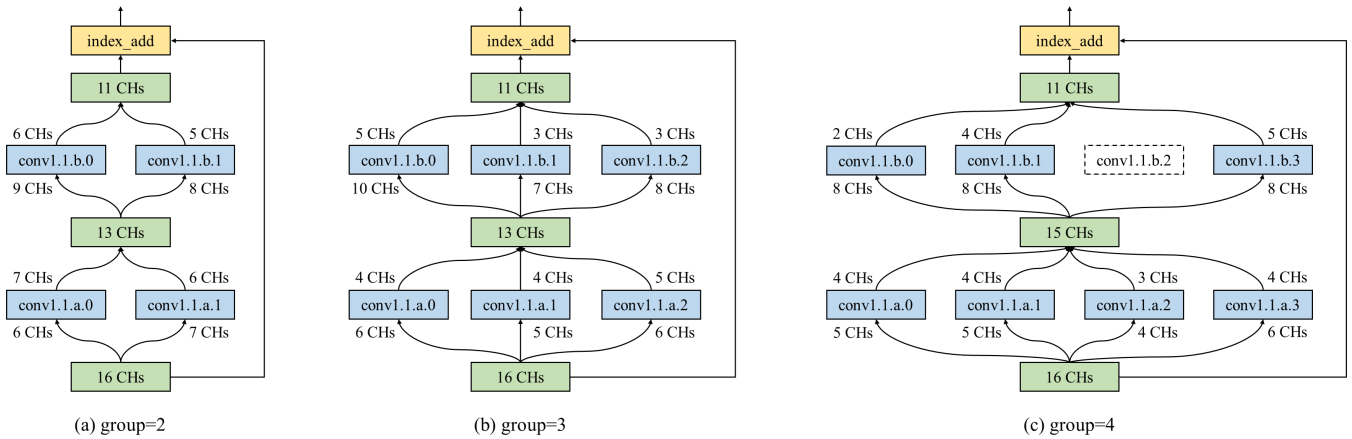 index_add
11 CHs
6 CHs
5 CHs
conv1.1.b.0
conv1.1.b.1
9 CHs
8 CHs
13 CHs
7 CHs
6 CHs
conv1.1.a.0
conv1.1.a.1
6 CHs
7 CHs
16 CHs
(a) group=2
index_add
11 CHs
5 CHs
3 CHs
3 CHs
conv1.1.b.0
conv1.1.b.1
conv1.1.b.2
10 CHs
7 CHs
8 CHs
13 CHs
4 CHs
4 CHs
5 CHs
conv1.1.a.0
conv1.1.a.1
conv1.1.a.2
6 CHs
5 CHs
6 CHs
16 CHs
(b) group=3
index_add
11 CHs
2 CHs
4 CHs
5 CHs
conv1.1.b.0
conv1.1.b.1
conv1.1.b.2
conv1.1.b.3
8 CHs
8 CHs
8 CHs
15 CHs
4 CHs
4 CHs
3 CHs
4 CHs
conv1.1.a.0
conv1.1.a.1
conv1.1.a.2
conv1.1.a.3
5 CHs
5 CHs
4 CHs
6 CHs
16 CHs
(c) group=4